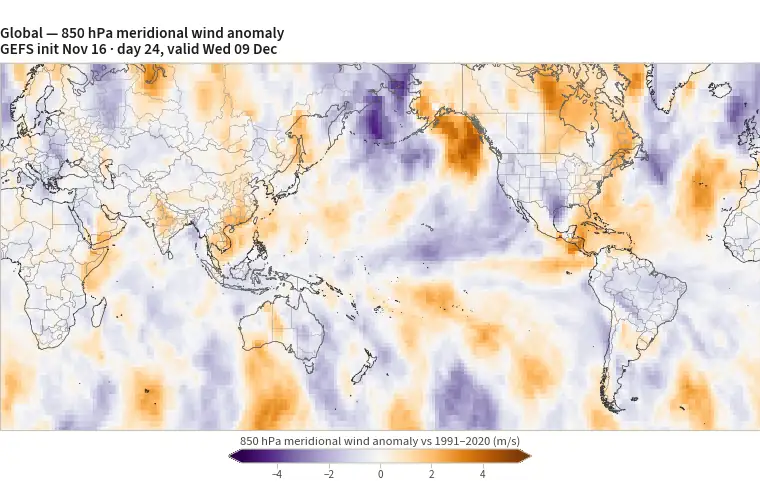 Global — 850 hPa meridional wind anomaly
GEFS init Nov 16 · day 24, valid Wed 09 Dec
850 hPa meridional wind anomaly vs 1991–2020 (m/s)
−4 −2 0 2 4